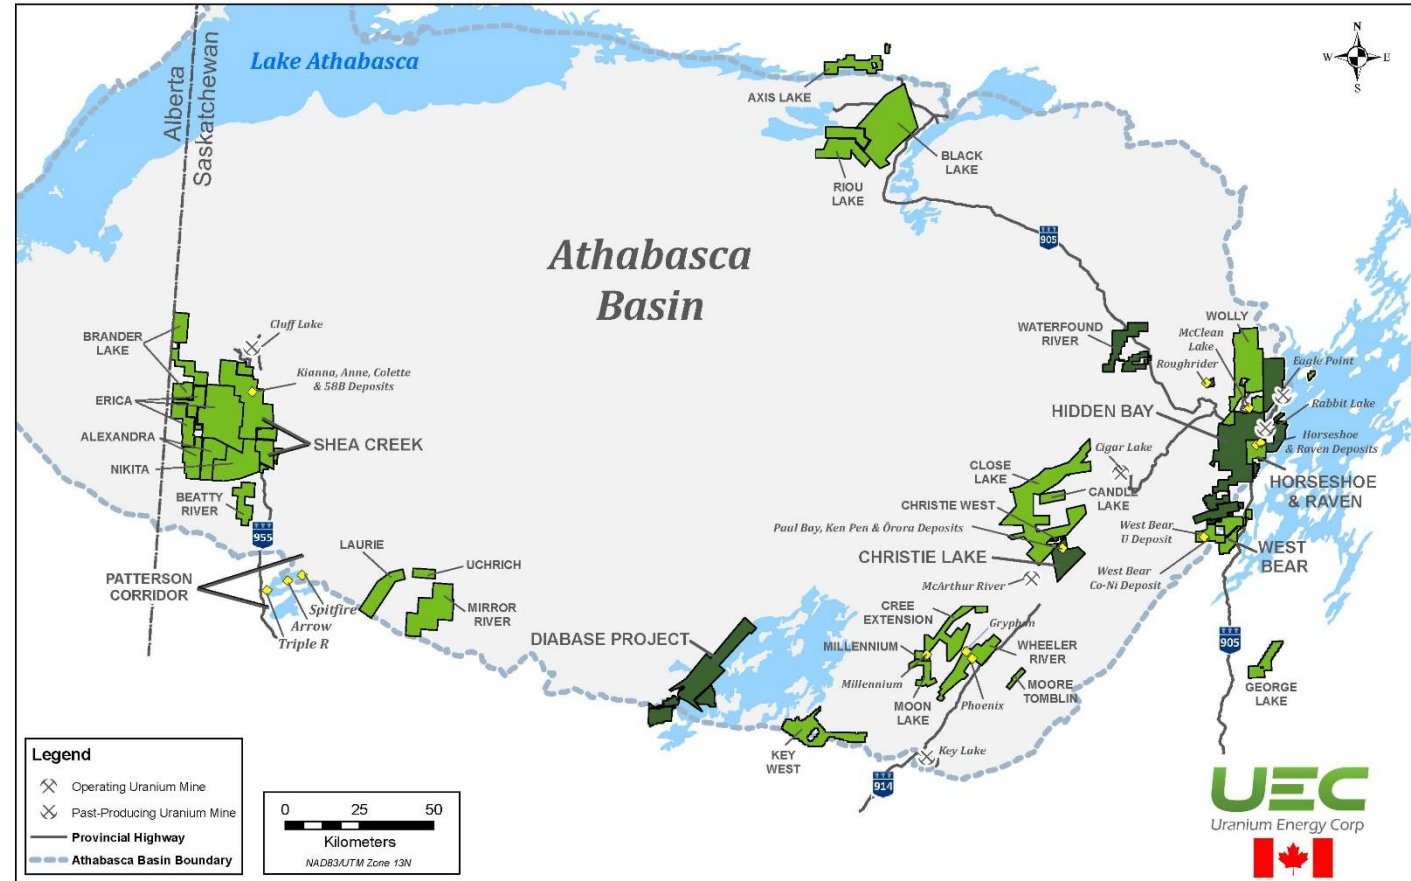 Lake Athabasca
Alberta
Saskatchewan
N
W
E
S
AXIS LAKE
BLACK
LAKE
RIOU
LAKE
905
Athabasca
Basin
BRANDER
LAKE
Cluff Lake
Kianna, Anne, Colette
& 58B Deposits
ERICA
ALEXANDRA
SHEA CREEK
NIKITA
BEATTY
RIVER
955
PATTERSON
CORRIDOR
Spitfire
Arrow
Triple R
LAURIE
UCHRICH
MIRROR
RIVER
DIABASE PROJECT
WATERFOUND
RIVER
WOLLY
McClean
Lake
Roughrider
Eagle Point
HIDDEN BAY
Rabbit Lake
Horseshoe
& Raven Deposits
HORSESHOE
& RAVEN
Cigar Lake
CLOSE
LAKE
CANDLE
LAKE
CHRISTIE WEST
Paul Bay, Ken Pen & Örora Deposits
CHRISTIE LAKE
McArthur River
West Bear
U Deposit
WEST
BEAR
West Bear
Co-Ni Deposit
CREE
EXTENSION
Gryphon
MILLENNIUM
WHEELER
RIVER
Millennium
MOON
LAKE
Phoenix
MOORE
TOMBLIN
905
GEORGE
LAKE
KEY
WEST
Key Lake
914
Legend
Operating Uranium Mine
Past-Producing Uranium Mine
Provincial Highway
Athabasca Basin Boundary
0 25 50
Kilometers
NAD83/UTM Zone 13N
UEC
Uranium Energy Corp